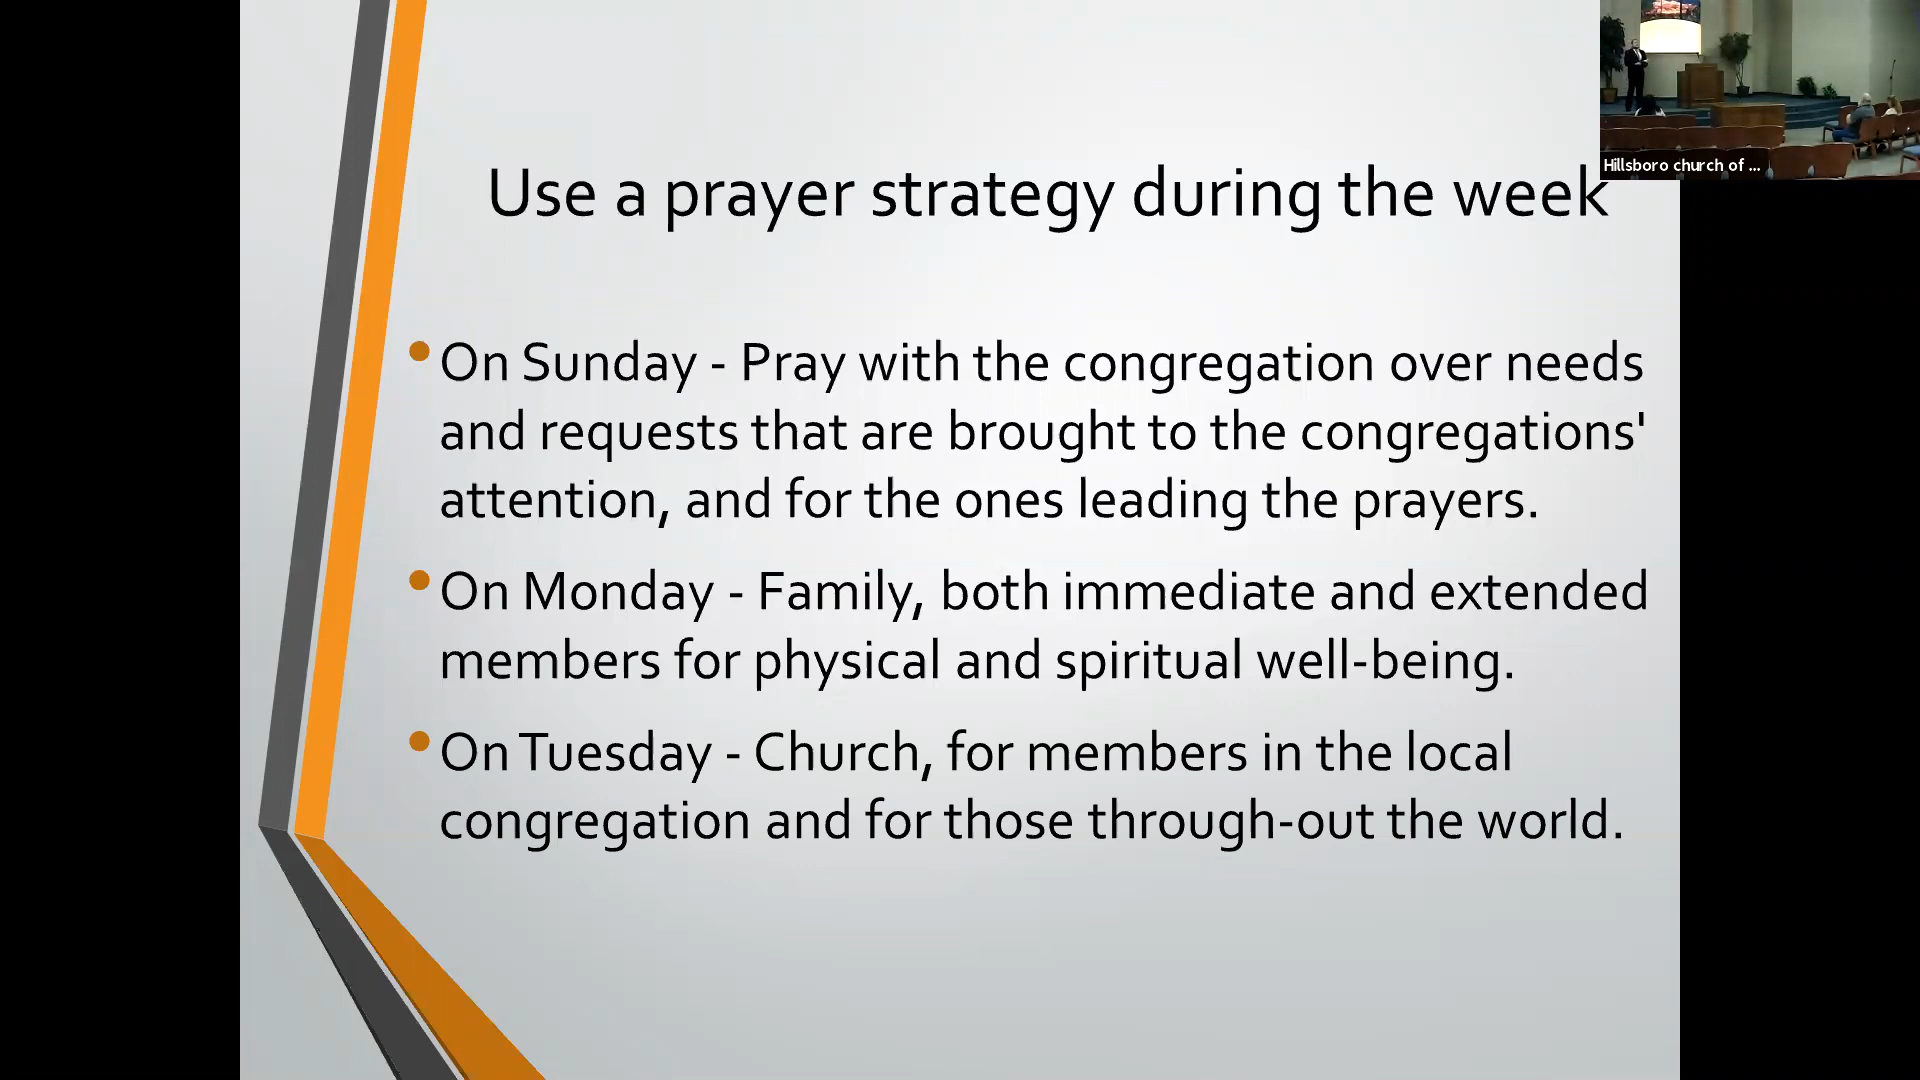 Use a prayer strategy during the week
Hillsboro church of ...
• On Sunday - Pray with the congregation over needs
and requests that are brought to the congregations'
attention, and for the ones leading the prayers.
• On Monday - Family, both immediate and extended
members for physical and spiritual well-being.
• On Tuesday - Church, for members in the local
congregation and for those through-out the world.